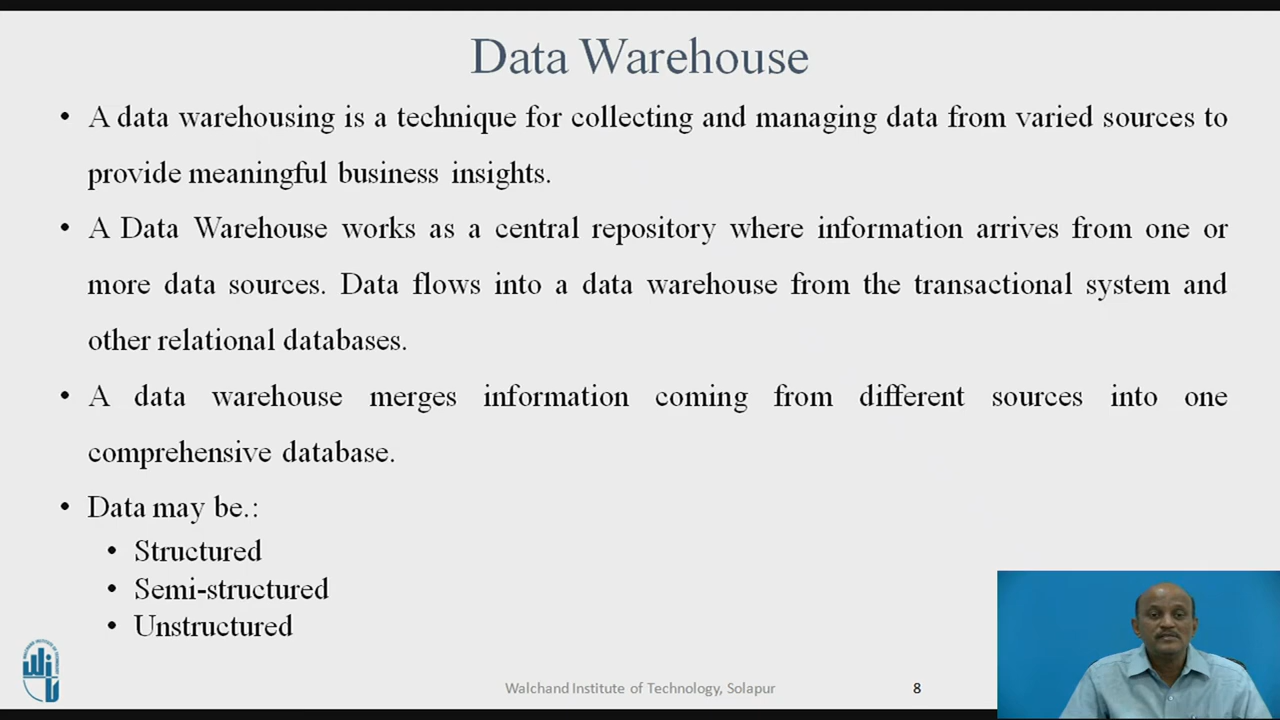 Data Warehouse
• A data warehousing is a technique for collecting and managing data from varied sources to
provide meaningful business insights.
• A Data Warehouse works as a central repository where information arrives from one or
more data sources. Data flows into a data warehouse from the transactional system and
other relational databases.
• A data warehouse merges information coming from different sources into one
comprehensive database.
• Data may be.:
• Structured
• Semi-structured
• Unstructured
Walchand Institute of Technology, Solapur
8